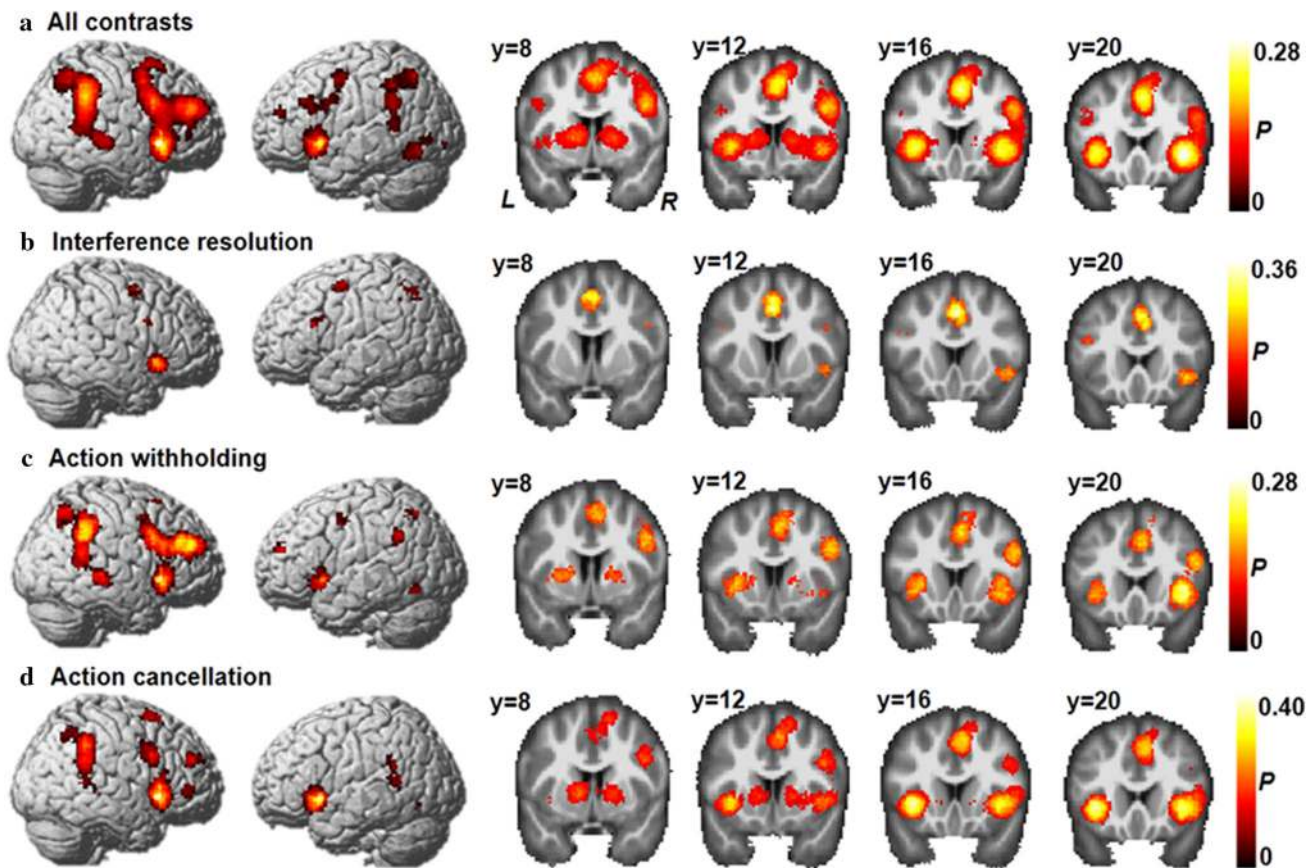 a All contrasts
y=8
y=12
y=16
y=20
0.28
P
0
L
R
b Interference resolution
y=8
y=12
y=16
y=20
0.36
P
0
c Action withholding
y=8
y=12
y=16
y=20
0.28
P
0
d Action cancellation
y=8
y=12
y=16
y=20
0.40
P
0